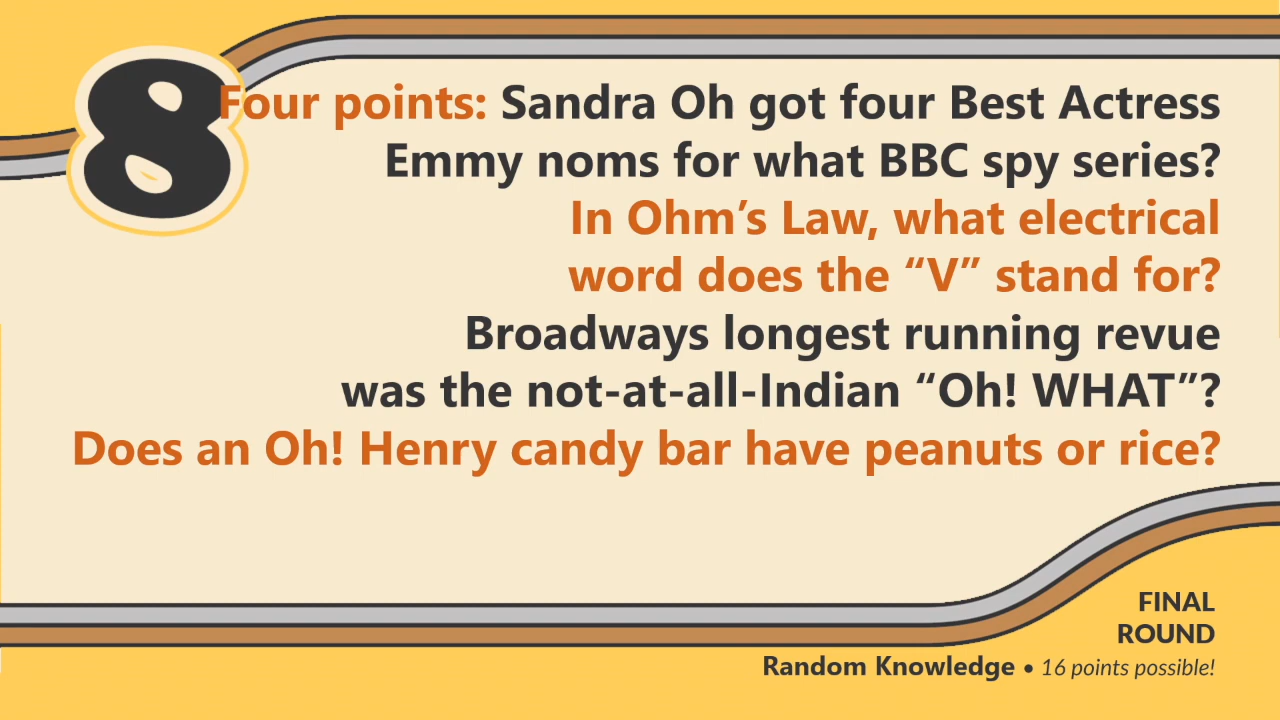 8
Four points: Sandra Oh got four Best Actress
Emmy noms for what BBC spy series?
In Ohm’s Law, what electrical
word does the “V” stand for?
Broadways longest running revue
was the not-at-all-Indian “Oh! WHAT”?
Does an Oh! Henry candy bar have peanuts or rice?
FINAL
ROUND
Random Knowledge • 16 points possible!